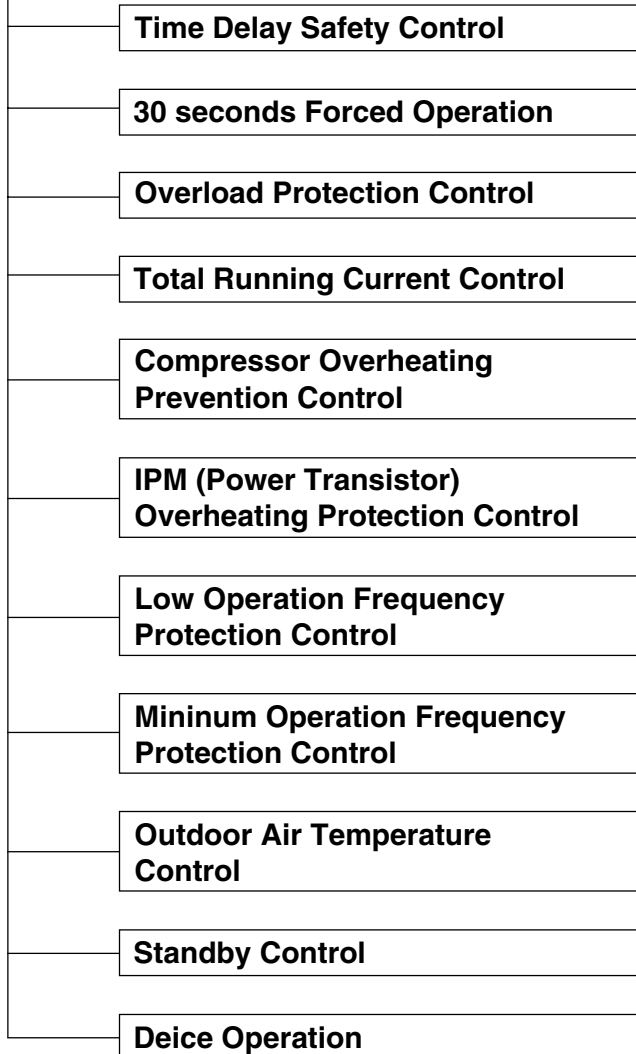 Time Delay Safety Control
30 seconds Forced Operation
Overload Protection Control
Total Running Current Control
Compressor Overheating
Prevention Control
IPM (Power Transistor)
Overheating Protection Control
Low Operation Frequency
Protection Control
Mininum Operation Frequency
Protection Control
Outdoor Air Temperature
Control
Standby Control
Deice Operation